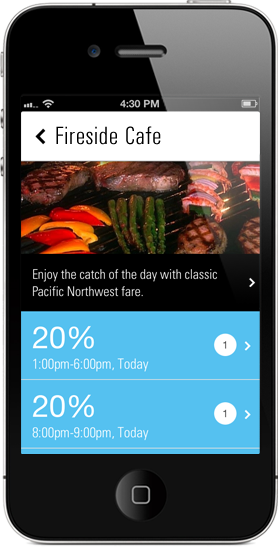 4:30 PM
Fireside Cafe
Enjoy the catch of the day with classic
Pacific Northwest fare.
20%
1:00pm-6:00pm, Today
1
20%
8:00pm-9:00pm, Today
1